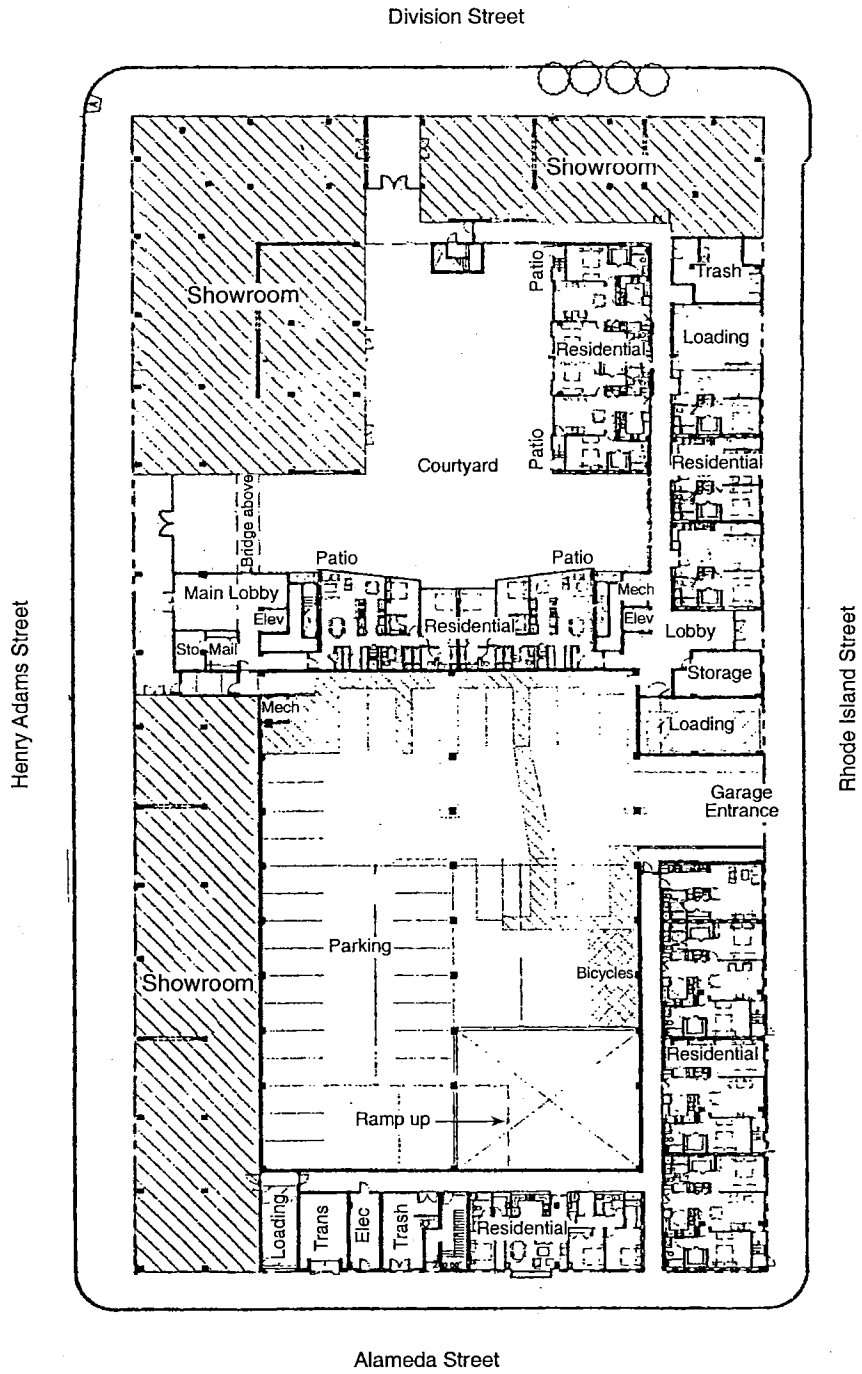 Division Street
Showroom
Patio
Trash
Showroom
Loading
Residential
Patio
Courtyard
Residential
Bridge above
Patio
Patio
Main Lobby
Mech
Elev
Elev
Residential
Lobby
Sto
Mail
Storage
Henry Adams Street
Rhode Island Street
Mech
Loading
Garage
Entrance
Parking
Bicycles
Showroom
Residential
Ramp up
Loading
Trans
Elec
Trash
Residential
Alameda Street